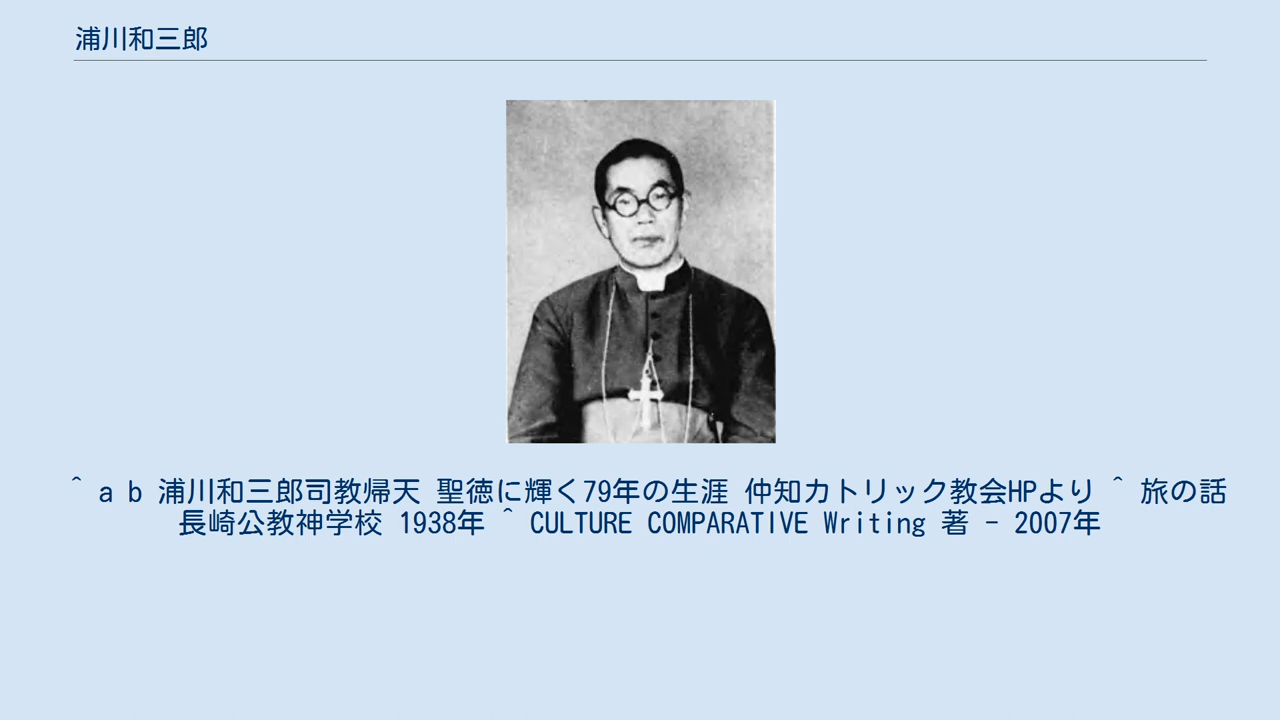 浦川和三郎
^ a b 浦川和三郎司教帰天 聖徳に輝く79年の生涯 仲知カトリック教会HPより ^ 旅の話
長崎公教神学校 1938年 ^ CULTURE COMPARATIVE Writing 著 - 2007年